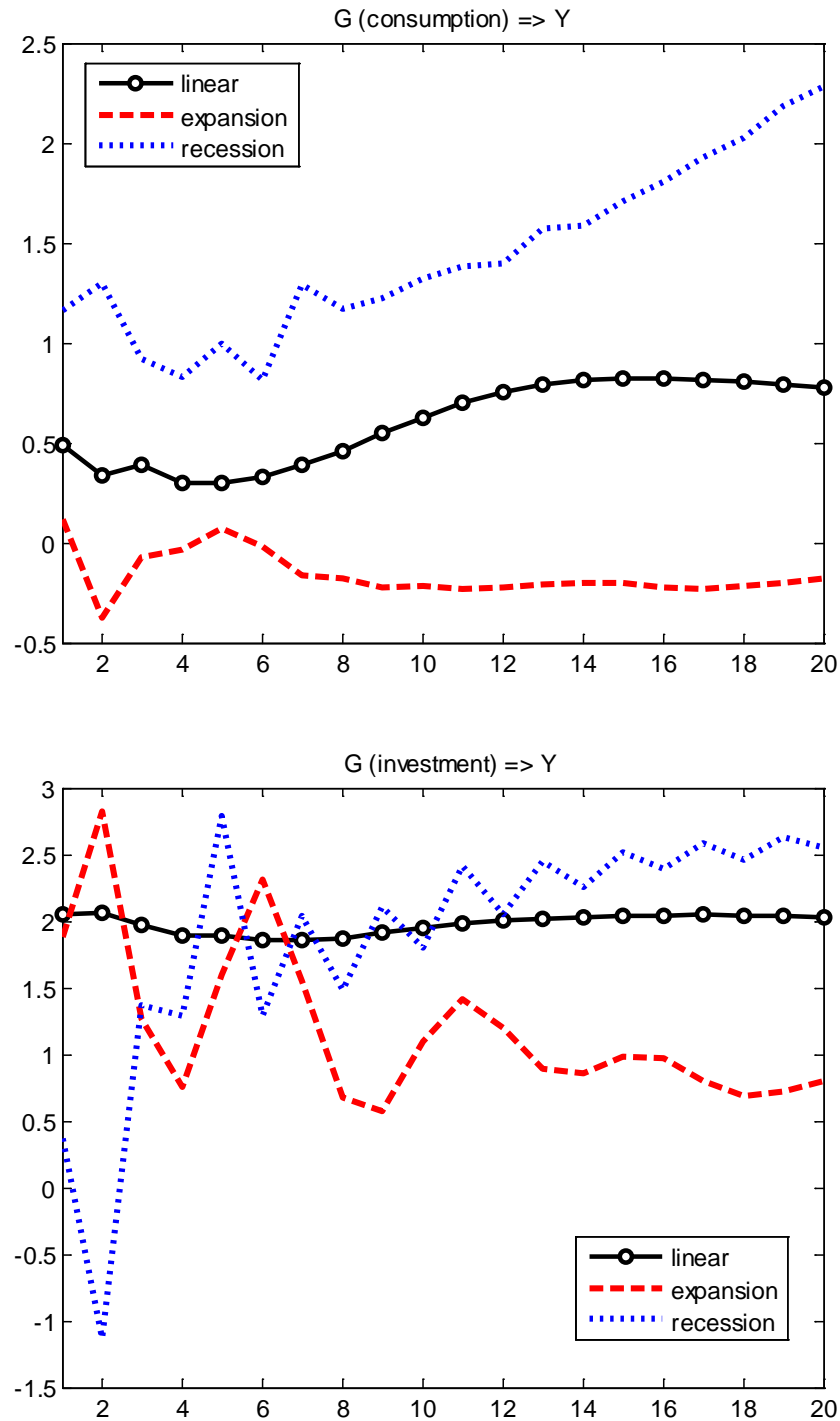 G (consumption) => Y
2.5
linear
expansion
recession
2
1.5
1
0.5
0
-0.5
2 4 6 8 10 12 14 16 18 20
G (investment) => Y
3
2.5
2
1.5
1
0.5
0
-0.5
linear
expansion
recession
-1
-1.5
2 4 6 8 10 12 14 16 18 20